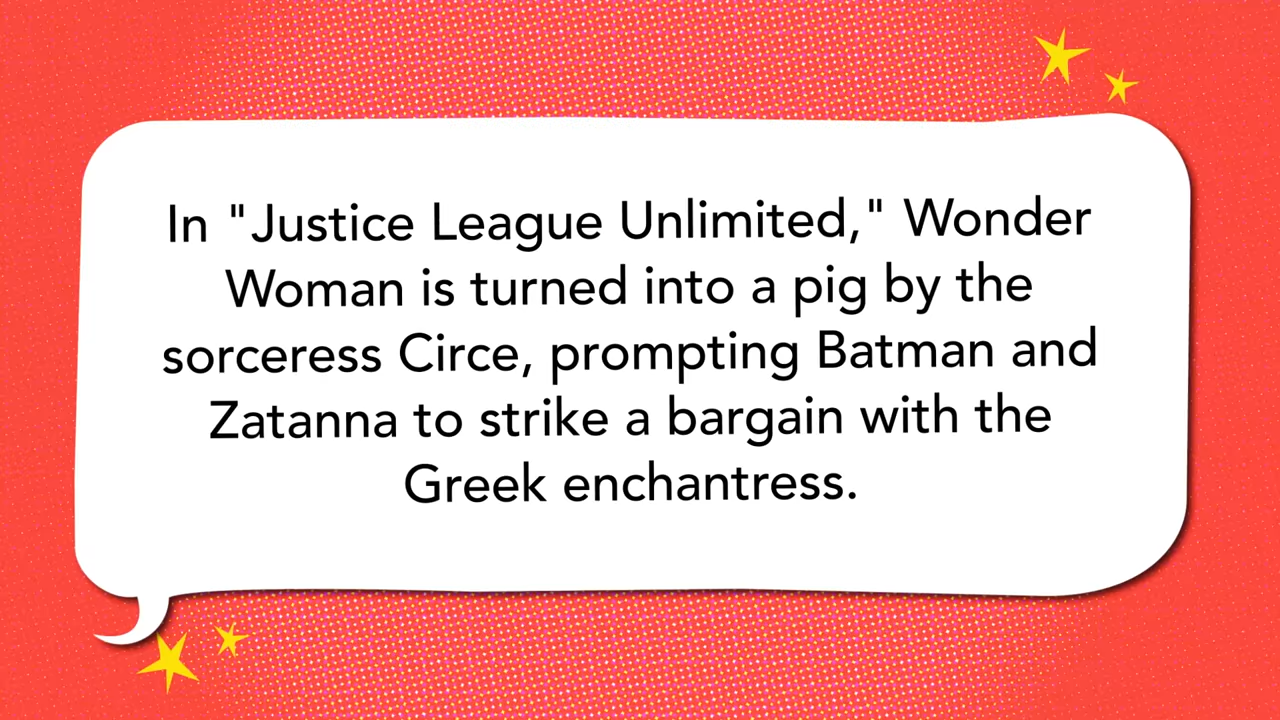 In "Justice League Unlimited," Wonder
Woman is turned into a pig by the
sorceress Circe, prompting Batman and
Zatanna to strike a bargain with the
Greek enchantress.